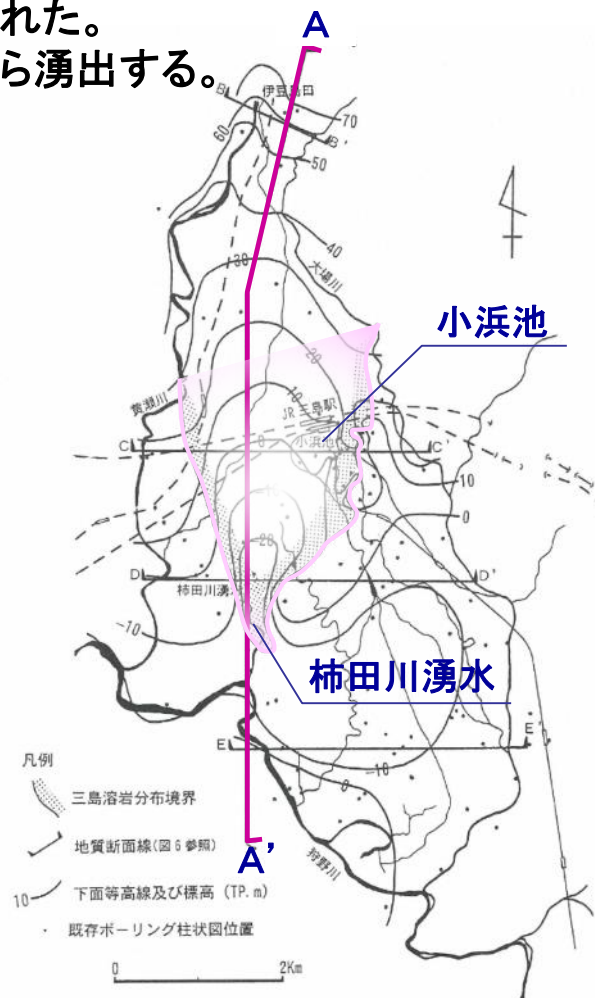 れた。
ら湧出する。
A
伊豆島田
B
B'
70
60
50
40
30
大場川
小浜池
20
10
黄瀬川
JR三島駅
0
小浜池
C
C'
10
0
-20
D
D'
柿田川湧水
-10
柿田川湧水
E
E'
-10
0
凡例
三島溶岩分布境界
地質断面線(図6参照)
10
下面等高線及び標高 (TP.m)
既存ボーリング柱状図位置
A'
狩野川
0
2Km